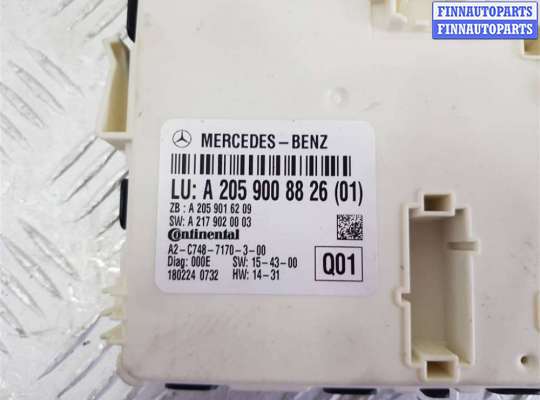 FINNAUTOPARTS
FINNAUTOPARTS
MERCEDES-BENZ
LU: A 205 900 88 26 (01)
ZB : A 205 901 62 09
SW: A 217 902 00 03
Continental
A2-C748-7170-3-00
Diag: 000E SW: 15-43-00
180224 0732 HW: 14-31
Q01